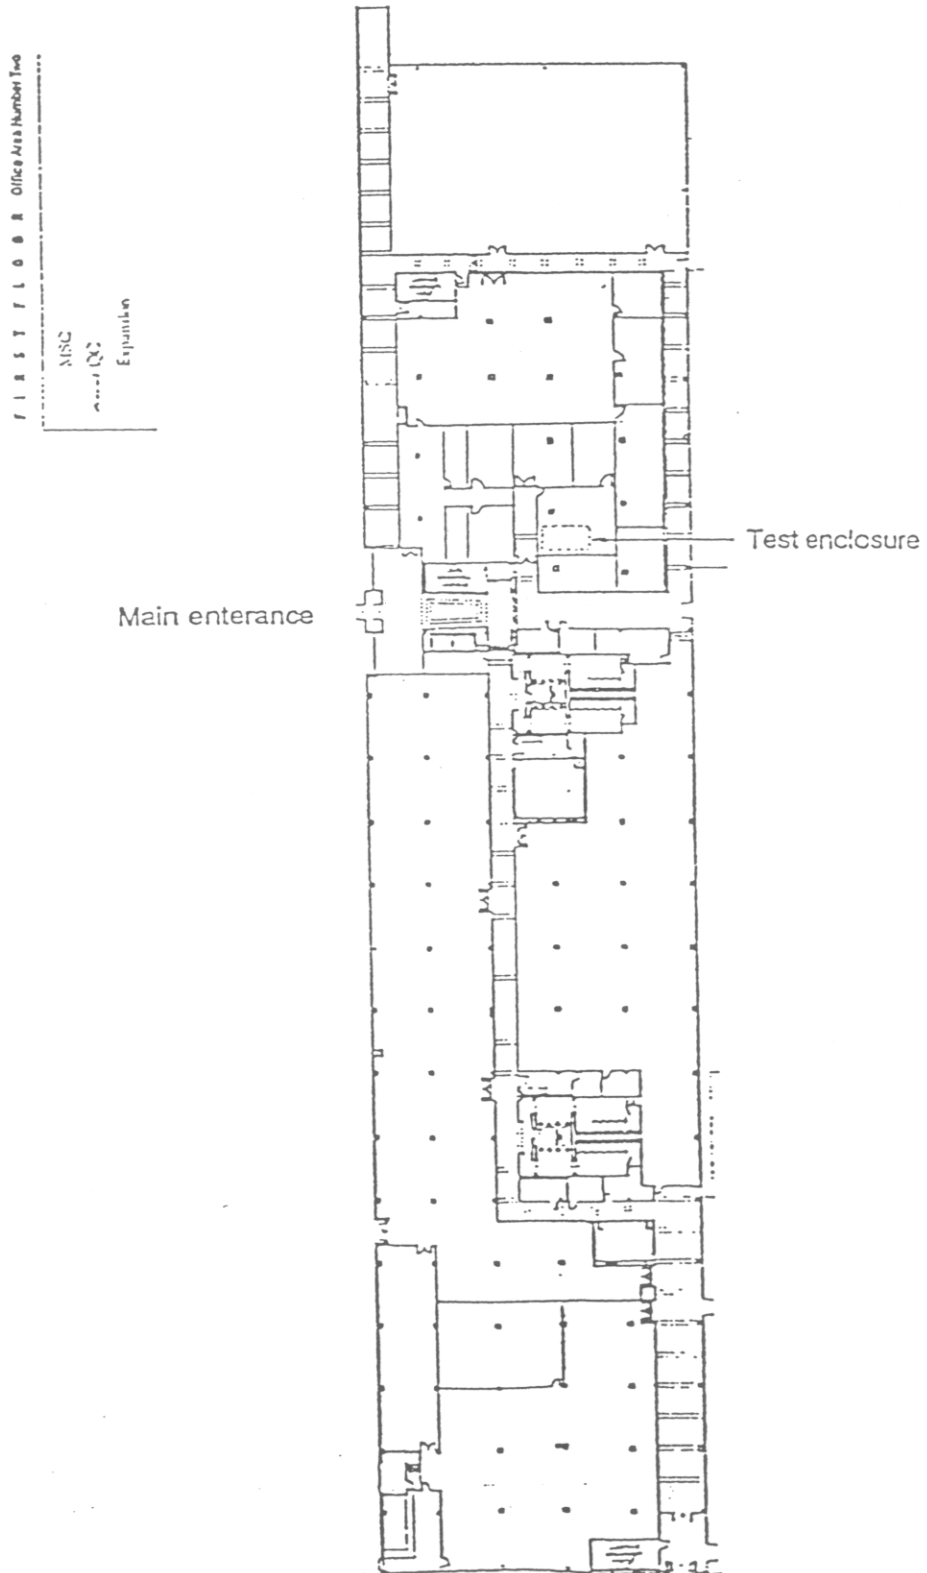 FIRST FLOOR Office Area Number Two
MSC
QC
Expansion
Test enclosure
Main enterance